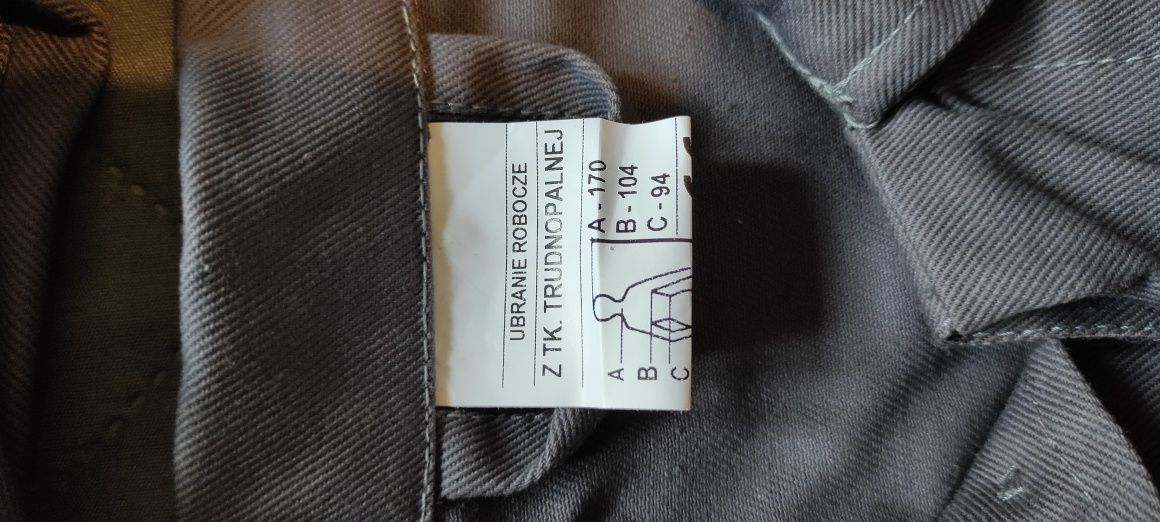 UBRANIE ROBOCZE
Z TK. TRUDNOPALNEJ
A A - 170
B B - 104
C C - 94